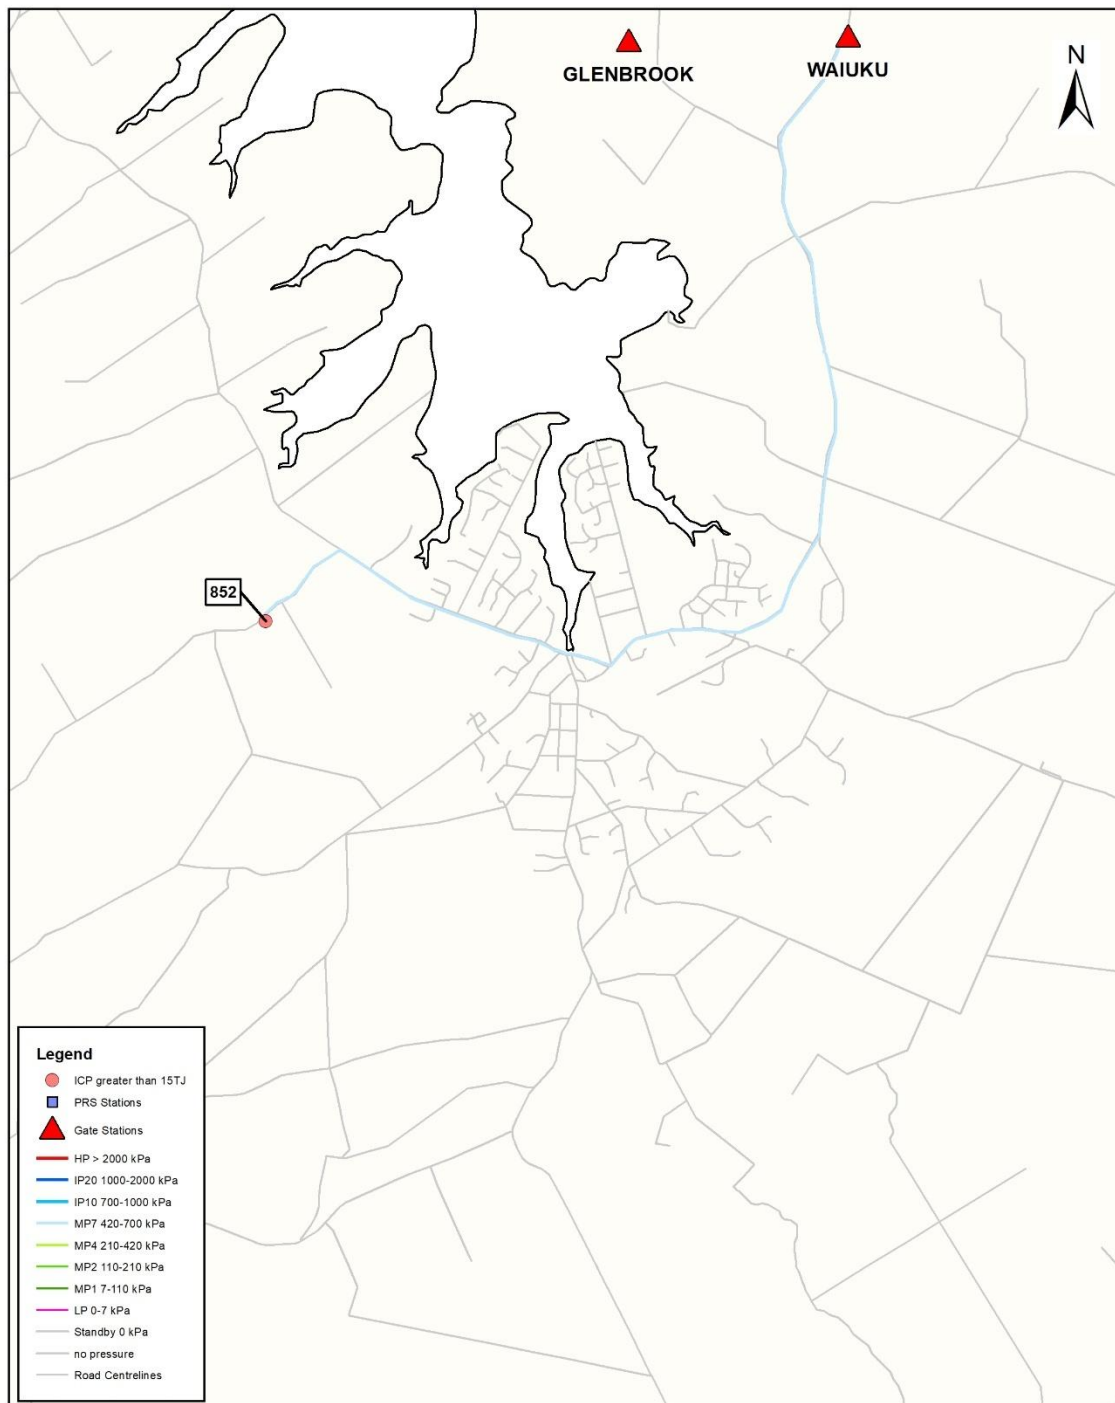 GLENBROOK
WAIUKU
N
852
Legend
ICP greater than 15TJ
PRS Stations
Gate Stations
HP > 2000 kPa
IP20 1000-2000 kPa
IP10 700-1000 kPa
MP7 420-700 kPa
MP4 210-420 kPa
MP2 110-210 kPa
MP1 7-110 kPa
LP 0-7 kPa
Standby 0 kPa
no pressure
Road Centrelines